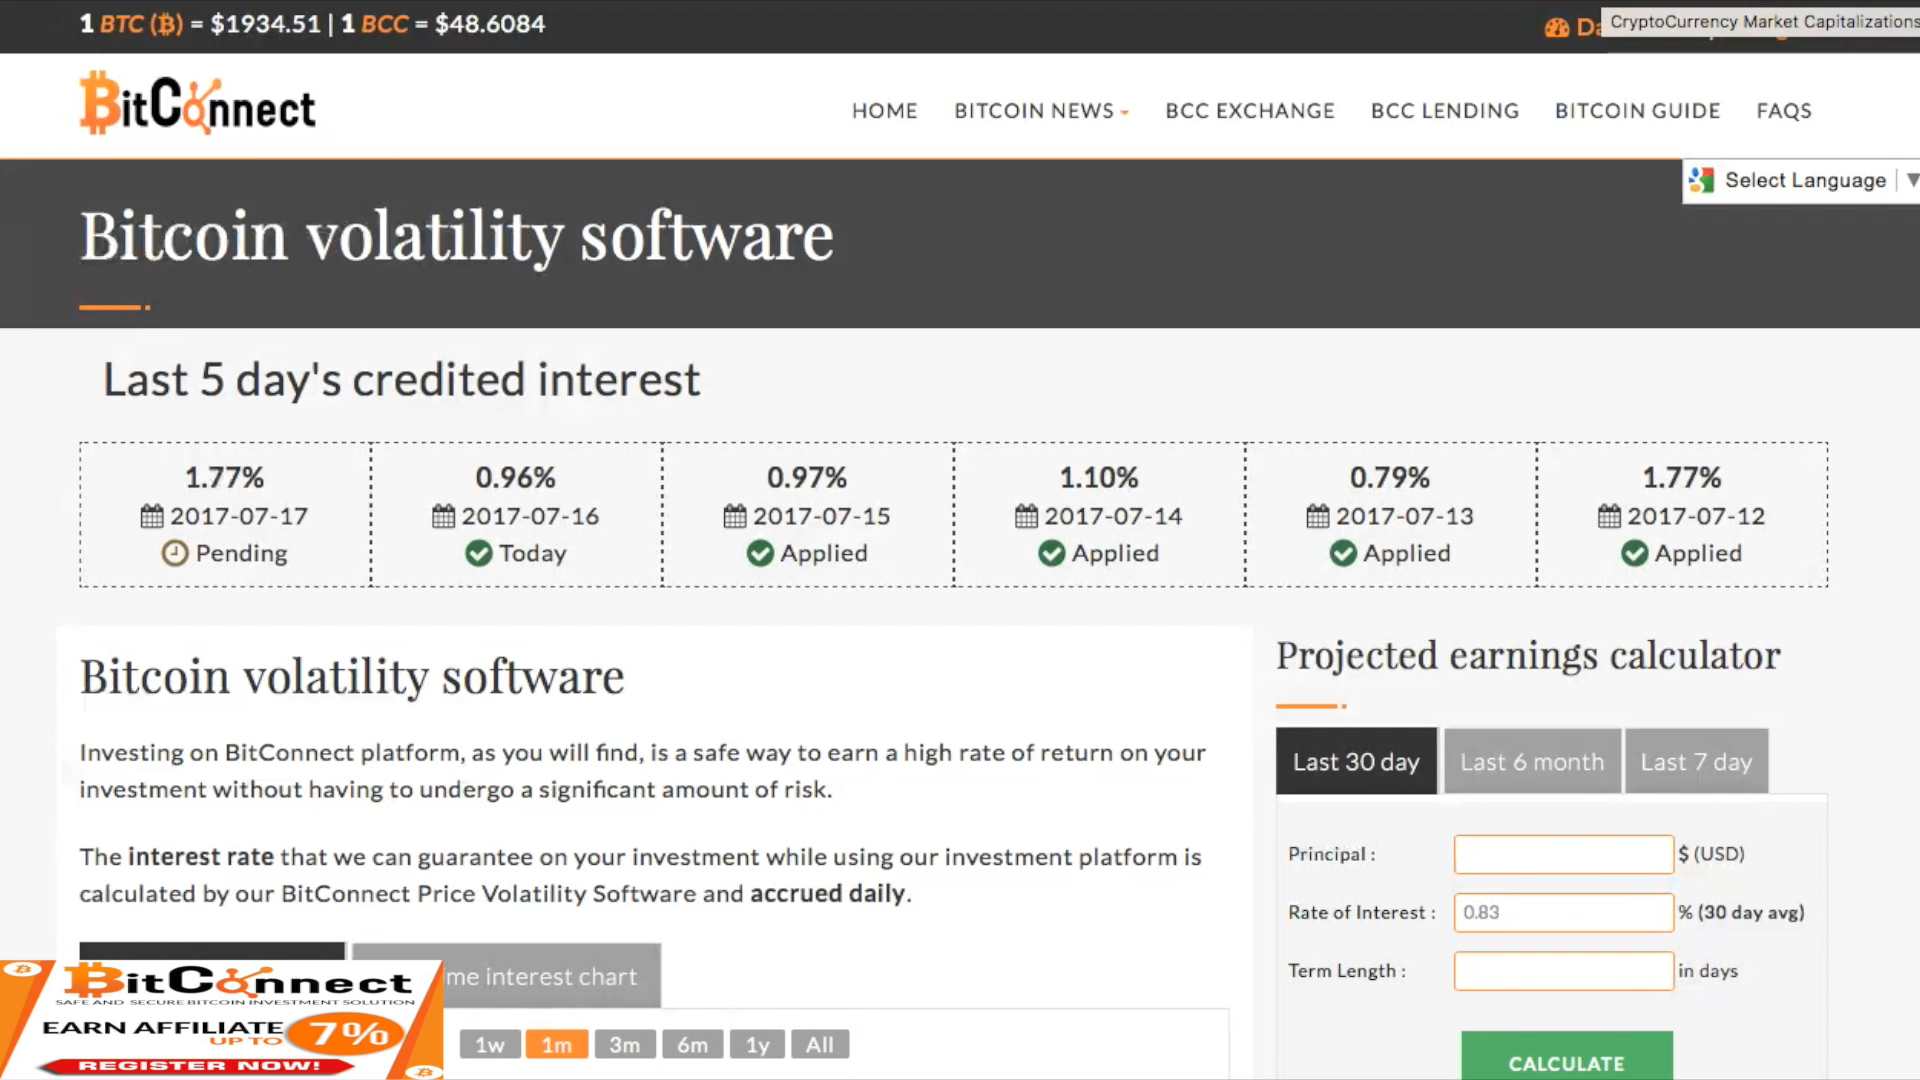 1 BTC (₿) = $1934.51 | 1 BCC = $48.6084
CryptoCurrency Market Capitalizations
BitConnect
HOME BITCOIN NEWS BCC EXCHANGE BCC LENDING BITCOIN GUIDE FAQS
Select Language
Bitcoin volatility software
Last 5 day's credited interest
1.77% 0.96% 0.97% 1.10% 0.79% 1.77%
2017-07-17 2017-07-16 2017-07-15 2017-07-14 2017-07-13 2017-07-12
Pending Today Applied Applied Applied Applied
Bitcoin volatility software
Investing on BitConnect platform, as you will find, is a safe way to earn a high rate of return on your
investment without having to undergo a significant amount of risk.
The interest rate that we can guarantee on your investment while using our investment platform is
calculated by our BitConnect Price Volatility Software and accrued daily.
me interest chart
1w 1m 3m 6m 1y All
Projected earnings calculator
Last 30 day Last 6 month Last 7 day
Principal : $ (USD)
Rate of Interest : 0.83 % (30 day avg)
Term Length : in days
CALCULATE
BitConnect
SAFE AND SECURE BITCOIN INVESTMENT SOLUTION
EARN AFFILIATE
UP TO 7%
REGISTER NOW!